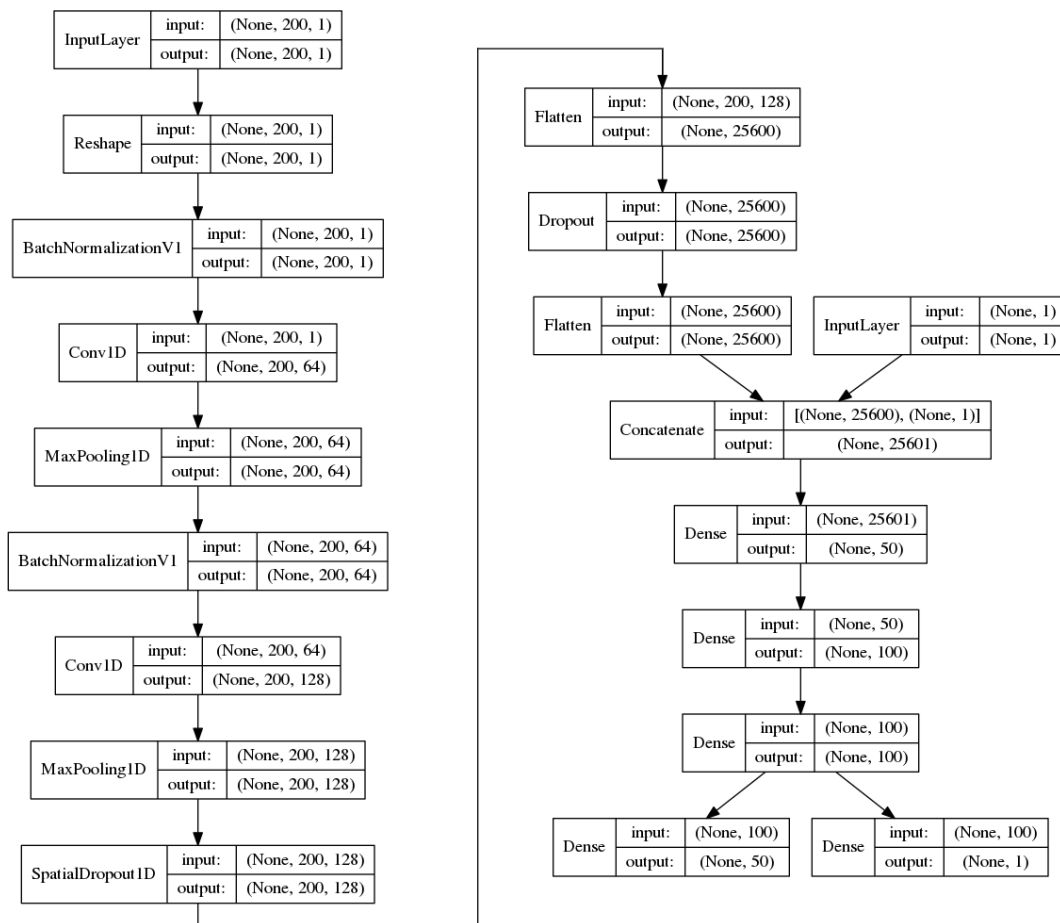 InputLayer
input: (None, 200, 1)
output: (None, 200, 1)
Reshape
input: (None, 200, 1)
output: (None, 200, 1)
BatchNormalizationV1
input: (None, 200, 1)
output: (None, 200, 1)
Conv1D
input: (None, 200, 1)
output: (None, 200, 64)
MaxPooling1D
input: (None, 200, 64)
output: (None, 200, 64)
BatchNormalizationV1
input: (None, 200, 64)
output: (None, 200, 64)
Conv1D
input: (None, 200, 64)
output: (None, 200, 128)
MaxPooling1D
input: (None, 200, 128)
output: (None, 200, 128)
SpatialDropout1D
input: (None, 200, 128)
output: (None, 200, 128)
Flatten
input: (None, 200, 128)
output: (None, 25600)
Dropout
input: (None, 25600)
output: (None, 25600)
Flatten
input: (None, 25600)
output: (None, 25600)
InputLayer
input: (None, 1)
output: (None, 1)
Concatenate
input: [(None, 25600), (None, 1)]
output: (None, 25601)
Dense
input: (None, 25601)
output: (None, 50)
Dense
input: (None, 50)
output: (None, 100)
Dense
input: (None, 100)
output: (None, 100)
Dense
input: (None, 100)
output: (None, 50)
Dense
input: (None, 100)
output: (None, 1)